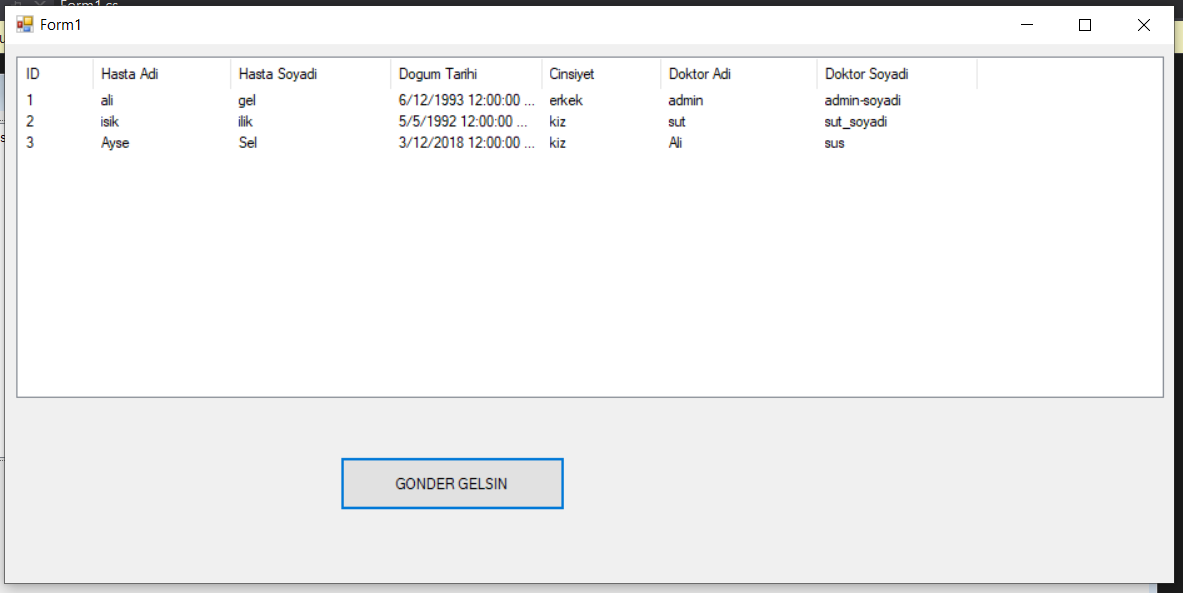 Form1.cs
Form1
ID Hasta Adi Hasta Soyadi Dogum Tarihi Cinsiyet Doktor Adi Doktor Soyadi
1 ali gel 6/12/1993 12:00:00 ... erkek admin admin-soyadi
2 isik ilik 5/5/1992 12:00:00 ... kiz sut sut_soyadi
3 Ayse Sel 3/12/2018 12:00:00 ... kiz Ali sus
GONDER GELSIN